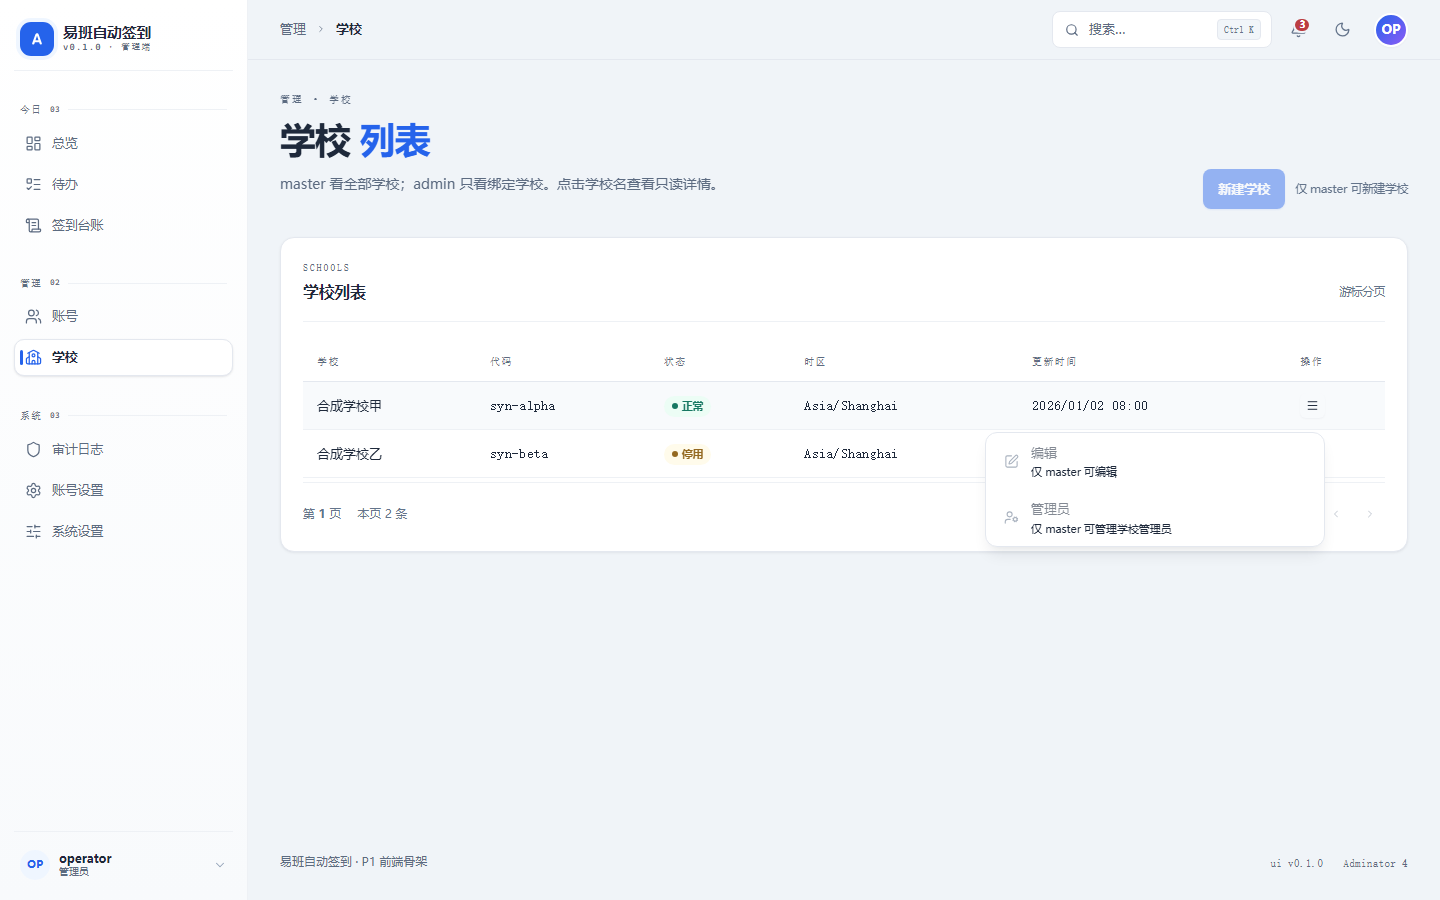 A
易班自动签到
v0.1.0 · 管理端
今日 03
总览
待办
签到台账
管理 02
账号
学校
系统 03
审计日志
账号设置
系统设置
OP
operator
管理员
管理 › 学校
搜索...
Ctrl K
3
OP
管理 · 学校
学校 列表
master 看全部学校；admin 只看绑定学校。点击学校名查看只读详情。
新建学校
仅 master 可新建学校
SCHOOLS
学校列表
游标分页
学校 代码 状态 时区 更新时间 操作
合成学校甲 syn-alpha 正常 Asia/Shanghai 2026/01/02 08:00
合成学校乙 syn-beta 停用 Asia/Shanghai
编辑
仅 master 可编辑
管理员
仅 master 可管理学校管理员
第 1 页 本页 2 条
易班自动签到 · P1 前端骨架
ui v0.1.0 Adminator 4